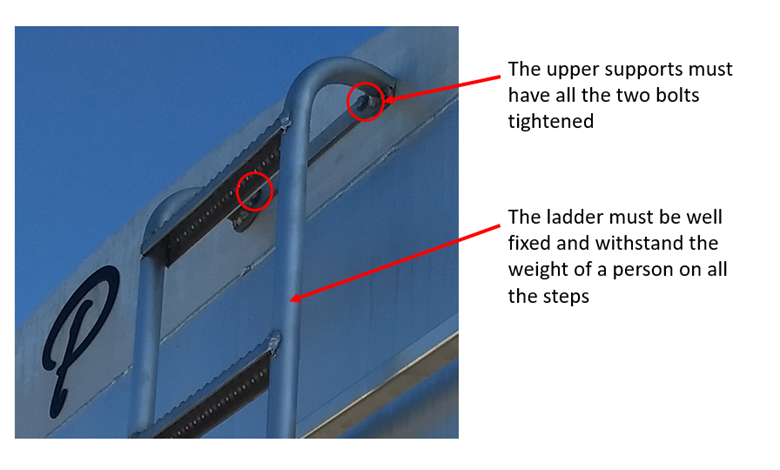 The upper supports must
have all the two bolts
tightened
The ladder must be well
fixed and withstand the
weight of a person on all
the steps
P